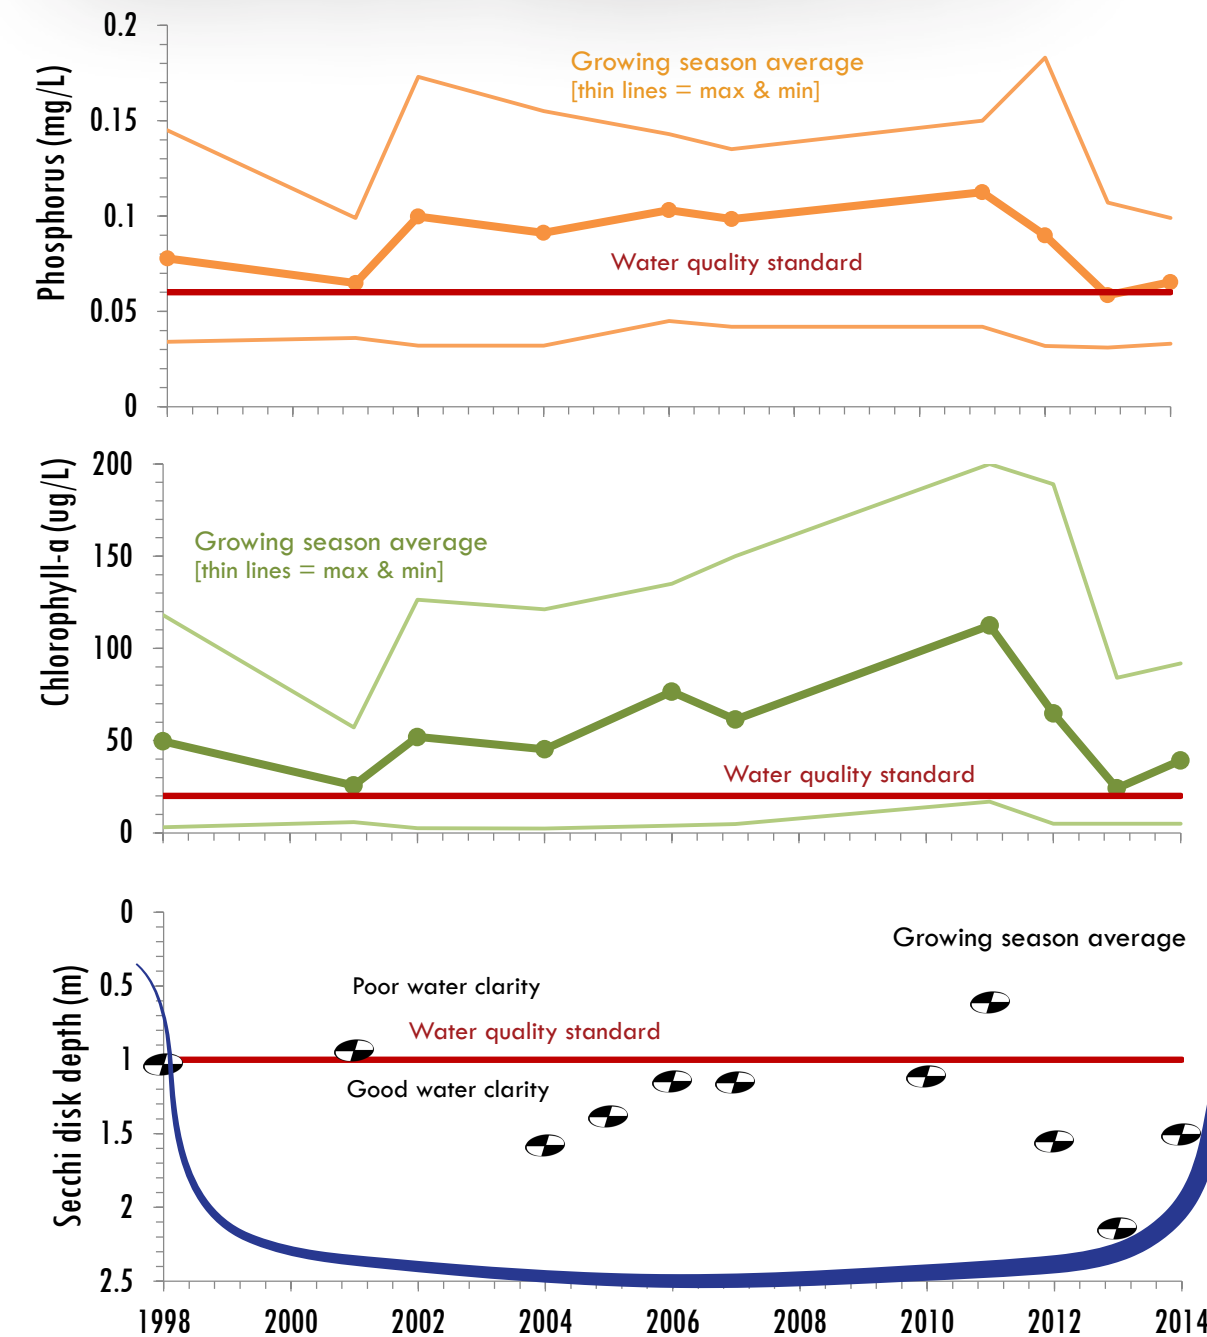 0.2
Growing season average
[thin lines = max & min]
0.15
Phosphorus (mg/L)
0.1
Water quality standard
0.05
0
200
Chlorophyll-a (ug/L)
Growing season average
[thin lines = max & min]
150
100
50
Water quality standard
0
0
Growing season average
Secchi disk depth (m)
0.5
Poor water clarity
Water quality standard
1
Good water clarity
1.5
2
2.5
1998 2000 2002 2004 2006 2008 2010 2012 2014